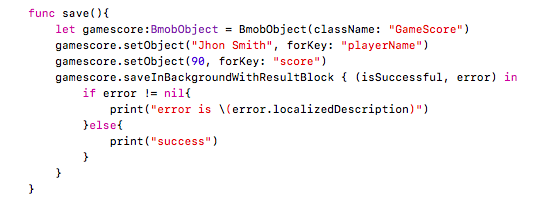 func save(){
let gamescore:BmobObject = BmobObject(className: "GameScore")
gamescore.setObject("Jhon Smith", forKey: "playerName")
gamescore.setObject(90, forKey: "score")
gamescore.saveInBackgroundWithResultBlock { (isSuccessful, error) in
if error != nil{
print("error is \(error.localizedDescription)")
}else{
print("success")
}
}
}